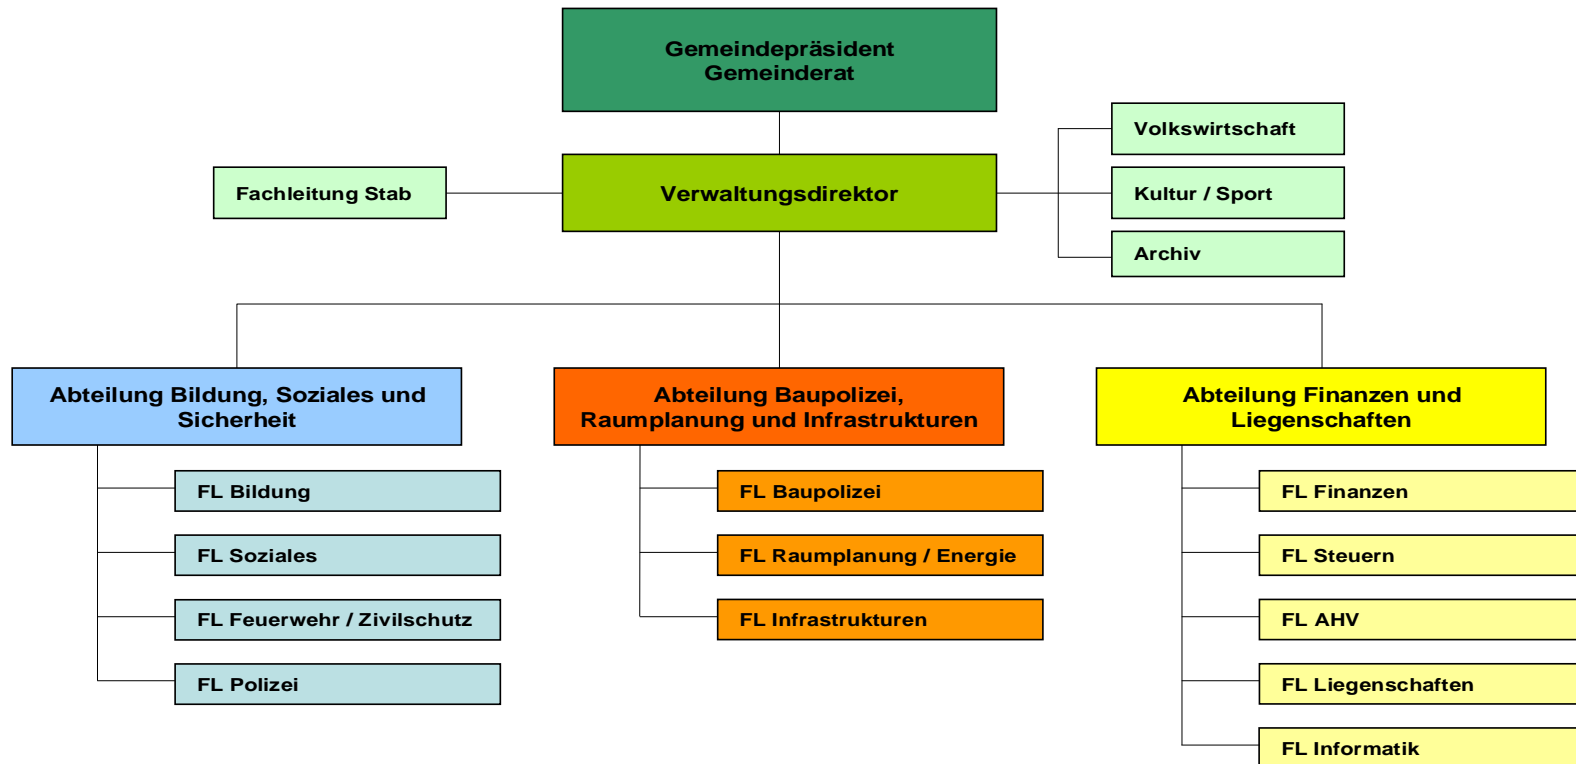 Gemeindepräsident
Gemeinderat
Volkswirtschaft
Fachleitung Stab
Verwaltungsdirektor
Kultur / Sport
Archiv
Abteilung Bildung, Soziales und
Sicherheit
Abteilung Baupolizei,
Raumplanung und Infrastrukturen
Abteilung Finanzen und
Liegenschaften
FL Bildung
FL Soziales
FL Feuerwehr / Zivilschutz
FL Polizei
FL Baupolizei
FL Raumplanung / Energie
FL Infrastrukturen
FL Finanzen
FL Steuern
FL AHV
FL Liegenschaften
FL Informatik